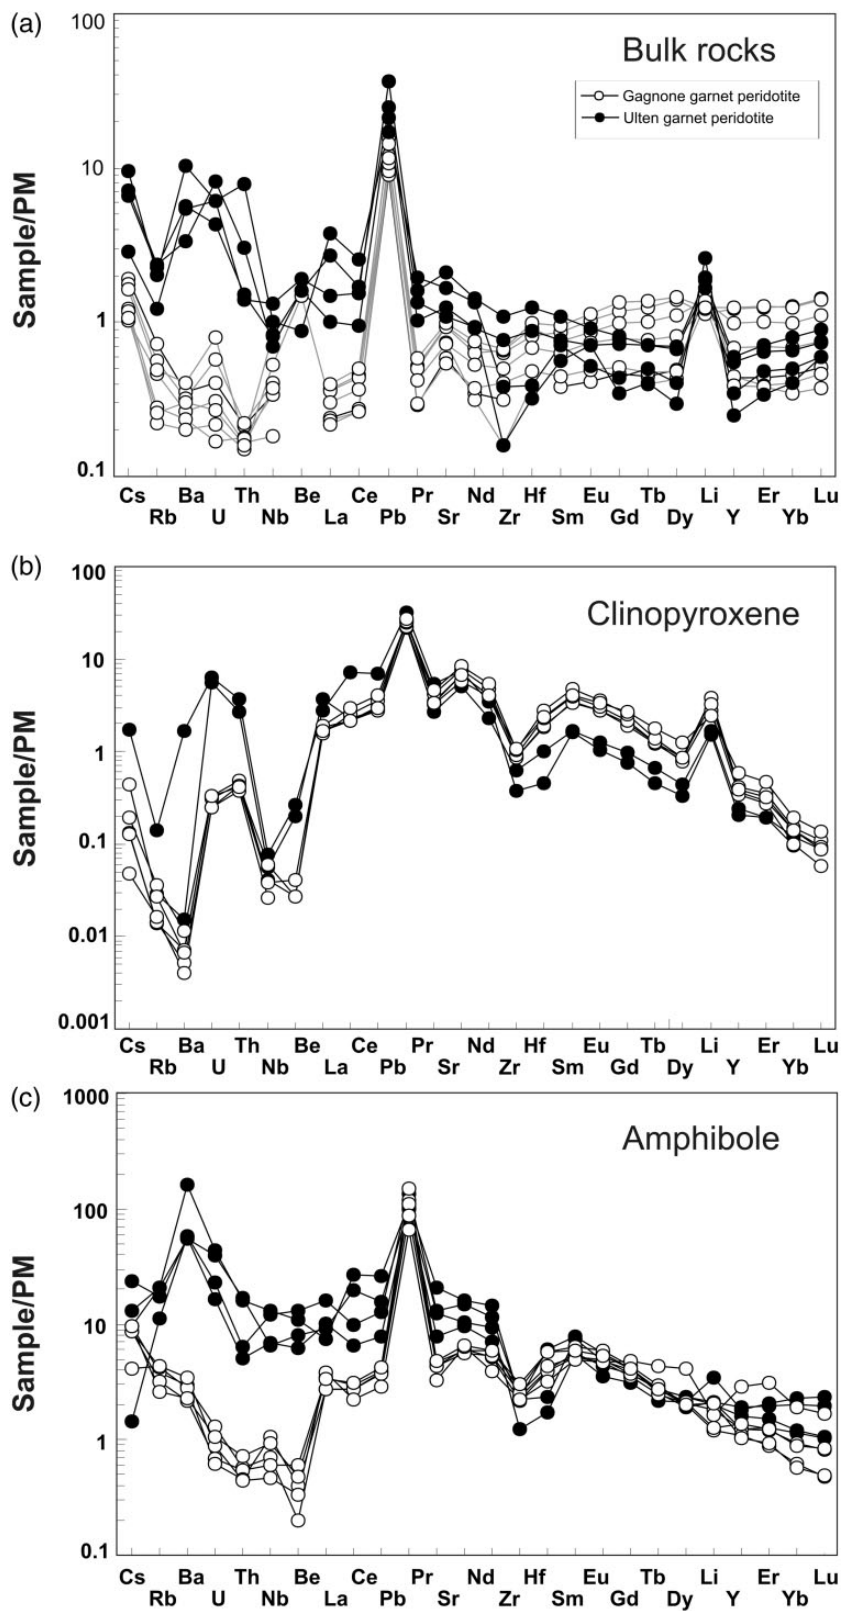 (a)
100
Bulk rocks
Gagnone garnet peridotite
Ulten garnet peridotite
10
Sample/PM
1
0.1
Cs Ba Th Be Ce Pr Nd Hf Eu Tb Li Er Lu
Rb U Nb La Pb Sr Zr Sm Gd Dy Y Yb
(b)
100
Clinopyroxene
10
Sample/PM
1
0.1
0.01
0.001
Cs Ba Th Be Ce Pr Nd Hf Eu Tb Li Er Lu
Rb U Nb La Pb Sr Zr Sm Gd Dy Y Yb
(c)
1000
Amphibole
100
Sample/PM
10
1
0.1
Cs Ba Th Be Ce Pr Nd Hf Eu Tb Li Er Lu
Rb U Nb La Pb Sr Zr Sm Gd Dy Y Yb